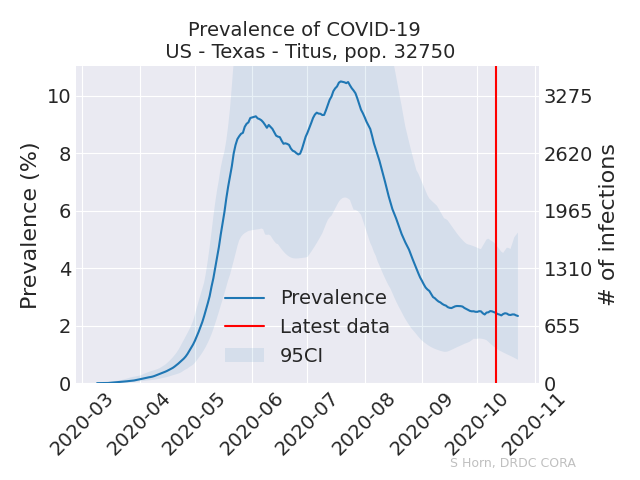 Prevalence of COVID-19
US - Texas - Titus, pop. 32750
Prevalence (%)
10
8
6
4
2
0
3275
2620
1965
1310
655
0
# of infections
Prevalence
Latest data
95CI
2020-03
2020-04
2020-05
2020-06
2020-07
2020-08
2020-09
2020-10
2020-11
S Horn, DRDC CORA